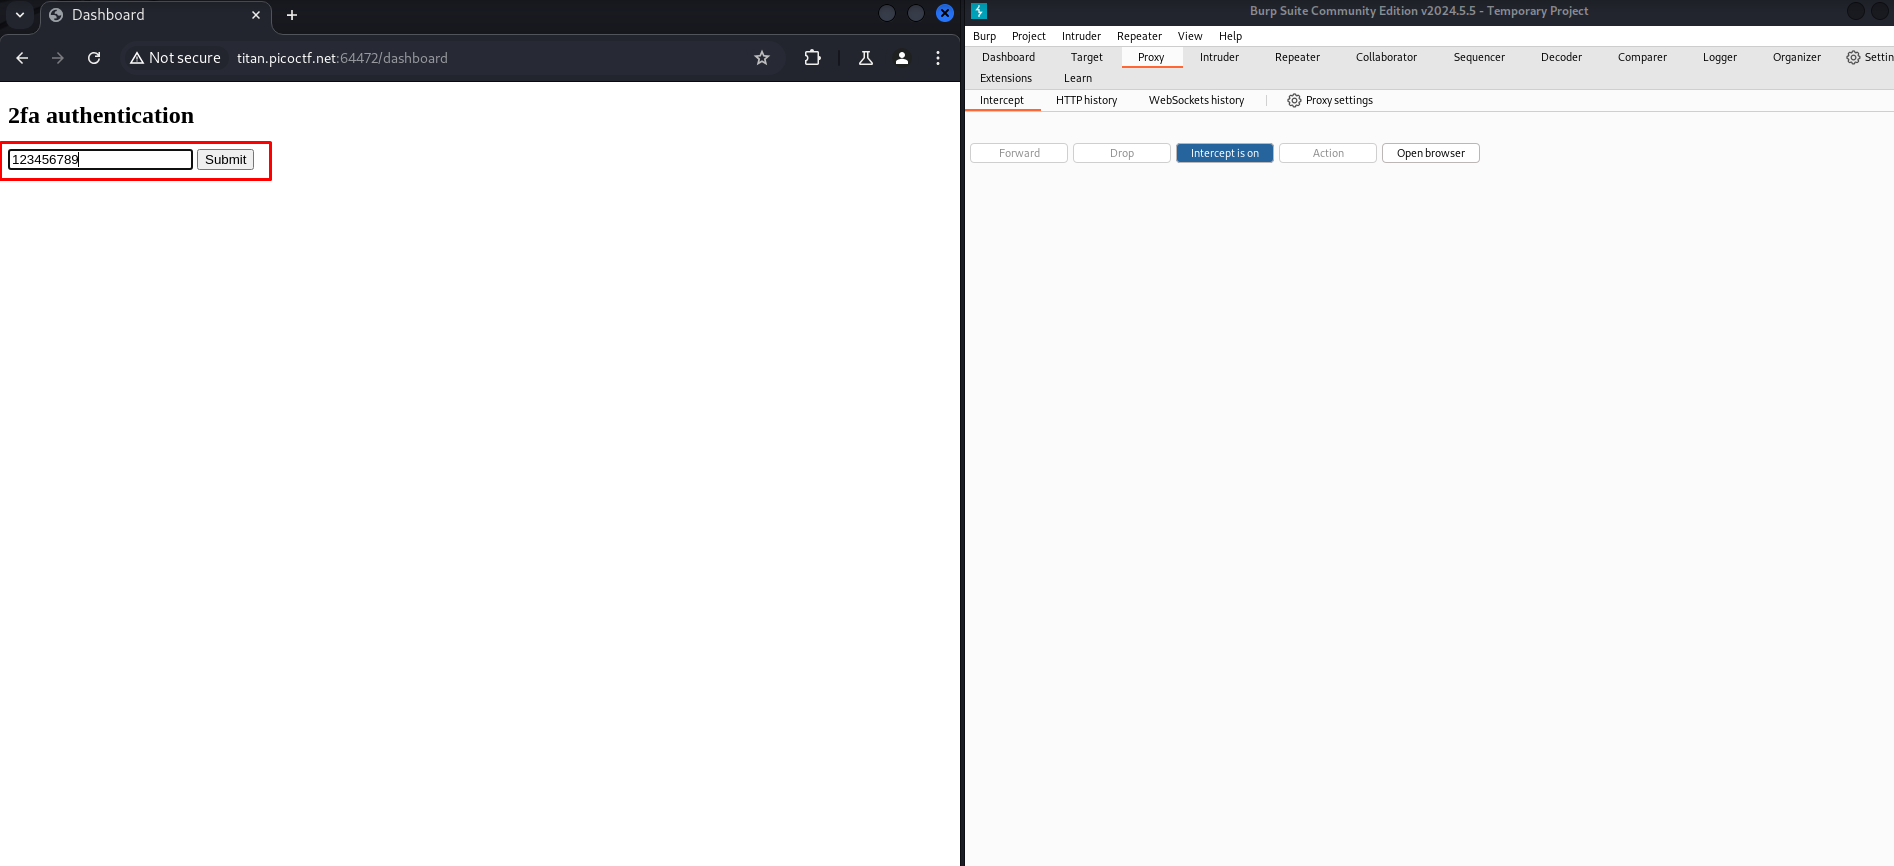 Dashboard
Not secure titan.picoctf.net:64472/dashboard
2fa authentication
123456789 Submit
Burp Suite Community Edition v2024.5.5 - Temporary Project
Burp Project Intruder Repeater View Help
Dashboard Target Proxy Intruder Repeater Collaborator Sequencer Decoder Comparer Logger Organizer Settin
Extensions Learn
Intercept HTTP history WebSockets history Proxy settings
Forward Drop Intercept is on Action Open browser